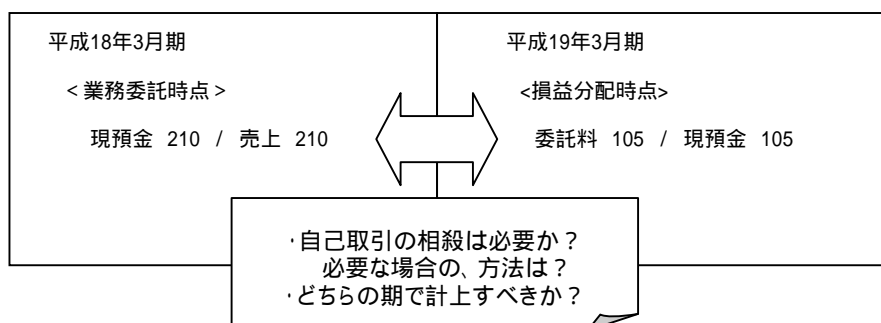 平成18年3月期
＜業務委託時点＞
現預金 210 / 売上 210
平成19年3月期
<損益分配時点>
委託料 105 / 現預金 105
・自己取引の相殺は必要か？
必要な場合の、方法は？
・どちらの期で計上すべきか？